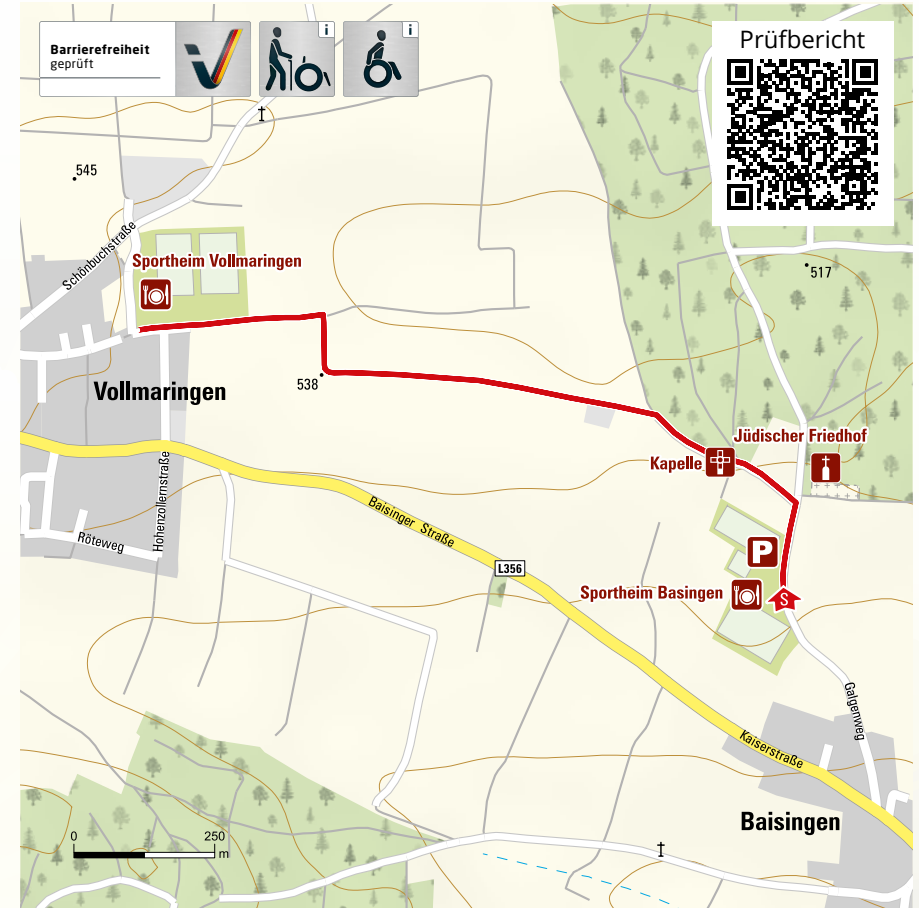 Barrierefreiheit
geprüft
i
i
Prüfbericht
545
Schönbuchstraße
Sportheim Vollmaringen
517
538
Vollmaringen
Jüdischer Friedhof
Kapelle
Hohenzollernstraße
Röteweg
Baisinger Straße
L356
P
Sportheim Basingen
S
Galgenweg
Kaiserstraße
Baisingen
0 250
m